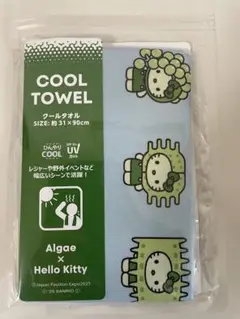 COOL
TOWEL
クールタオル
SIZE: 約 31×90cm
ひんやり
COOL
UV
レジャーや野外イベントなど
幅広いシーンで活躍！
Algae
×
Hello Kitty